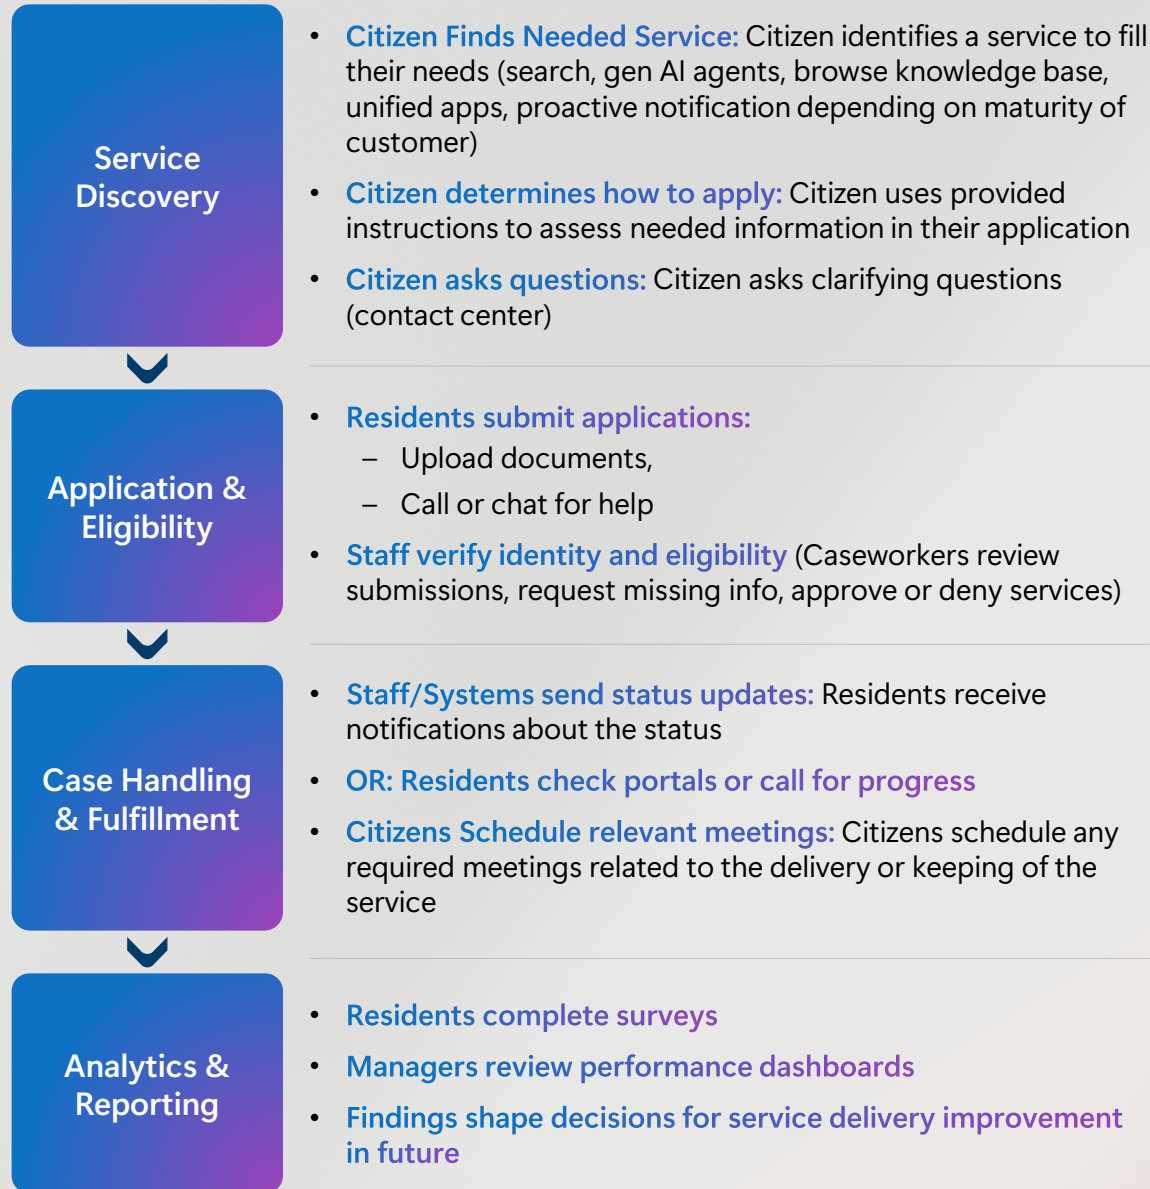 Service
Discovery
• Citizen Finds Needed Service: Citizen identifies a service to fill
their needs (search, gen AI agents, browse knowledge base,
unified apps, proactive notification depending on maturity of
customer)
• Citizen determines how to apply: Citizen uses provided
instructions to assess needed information in their application
• Citizen asks questions: Citizen asks clarifying questions
(contact center)
Application &
Eligibility
• Residents submit applications:
– Upload documents,
– Call or chat for help
• Staff verify identity and eligibility (Caseworkers review
submissions, request missing info, approve or deny services)
Case Handling
& Fulfillment
• Staff/Systems send status updates: Residents receive
notifications about the status
• OR: Residents check portals or call for progress
• Citizens Schedule relevant meetings: Citizens schedule any
required meetings related to the delivery or keeping of the
service
Analytics &
Reporting
• Residents complete surveys
• Managers review performance dashboards
• Findings shape decisions for service delivery improvement
in future